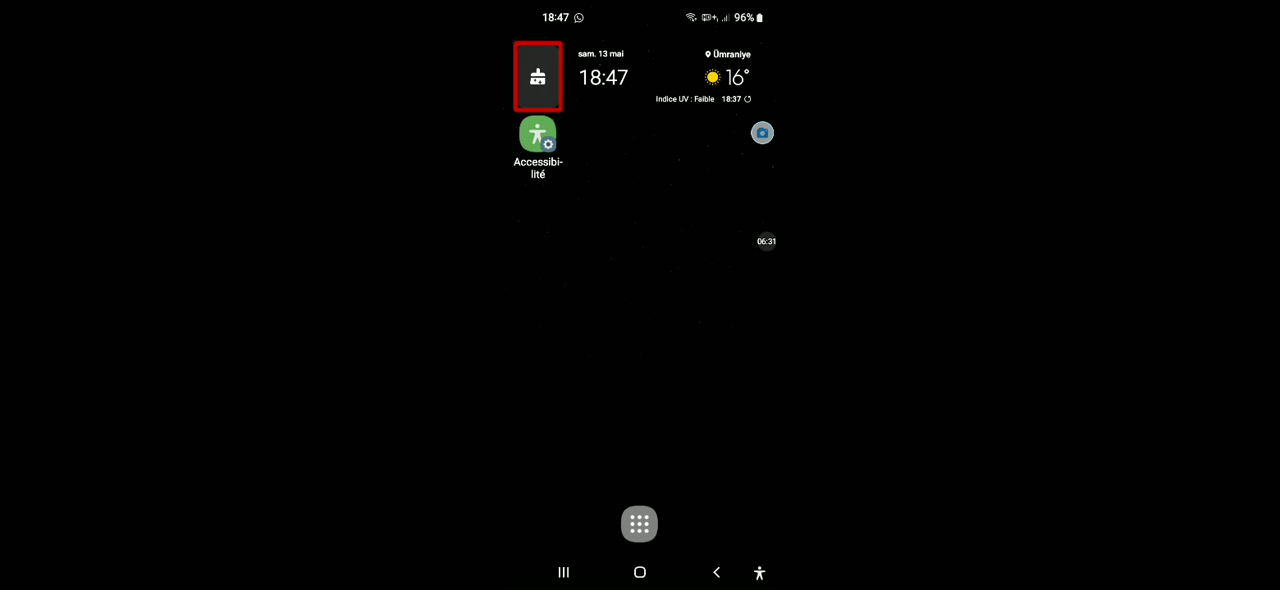 18:47 96%
sam. 13 mai
18:47
Ümraniye
16°
Indice UV : Faible 18:37
Accessibi-
lité
06:31